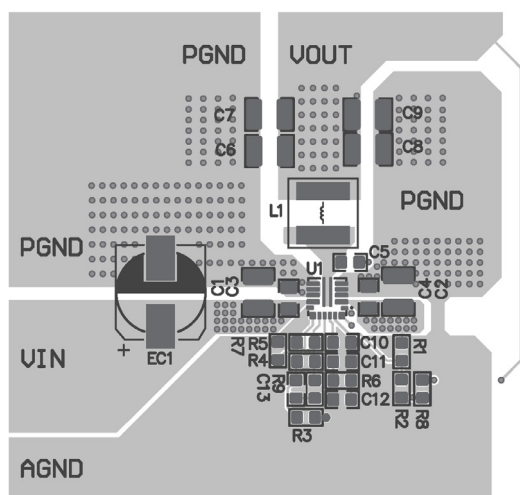 PGND VOUT
C7 C9
C6 C8
L1 PGND
PGND C5
U1
C1 C3 C4 C2
+ EC1
VIN
R7 R5 C10 R1
R4 C11
C13 R9 R6 R2 R8
C12
R3
AGND